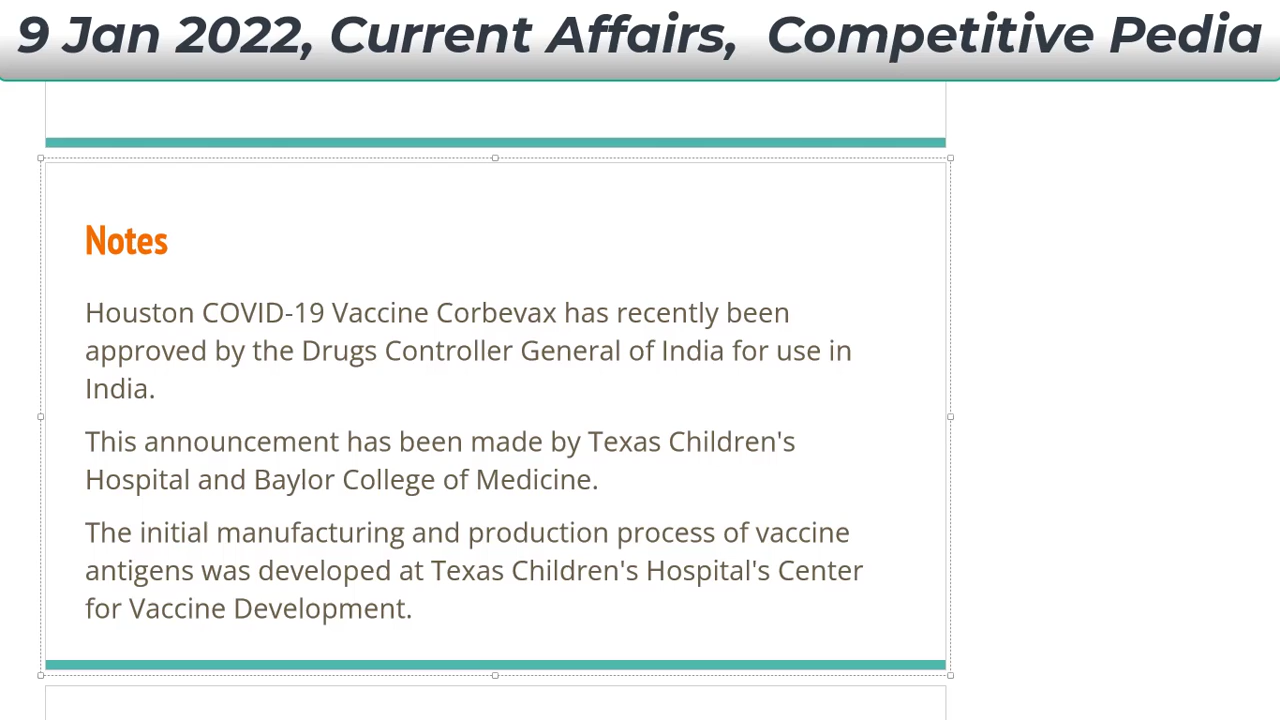 9 Jan 2022, Current Affairs, Competitive Pedia
Notes
Houston COVID-19 Vaccine Corbevax has recently been
approved by the Drugs Controller General of India for use in
India.
This announcement has been made by Texas Children's
Hospital and Baylor College of Medicine.
The initial manufacturing and production process of vaccine
antigens was developed at Texas Children's Hospital's Center
for Vaccine Development.